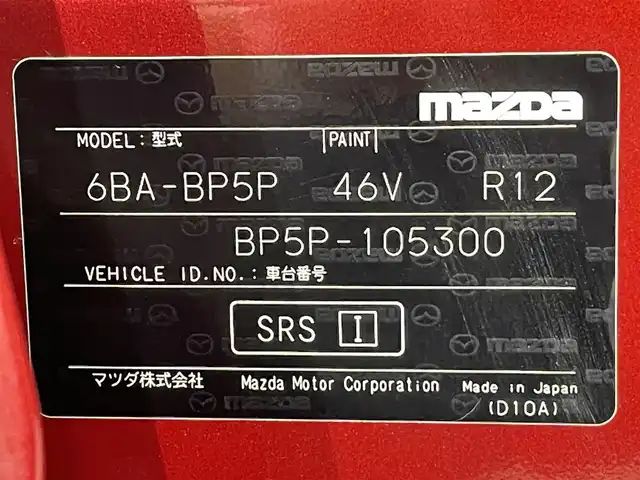 mazda
MODEL: 型式 PAINT
6BA-BP5P 46V R12
BP5P-105300
VEHICLE ID.NO.: 車台番号
SRS I
マツダ株式会社 Mazda Motor Corporation Made in Japan
(D10A)